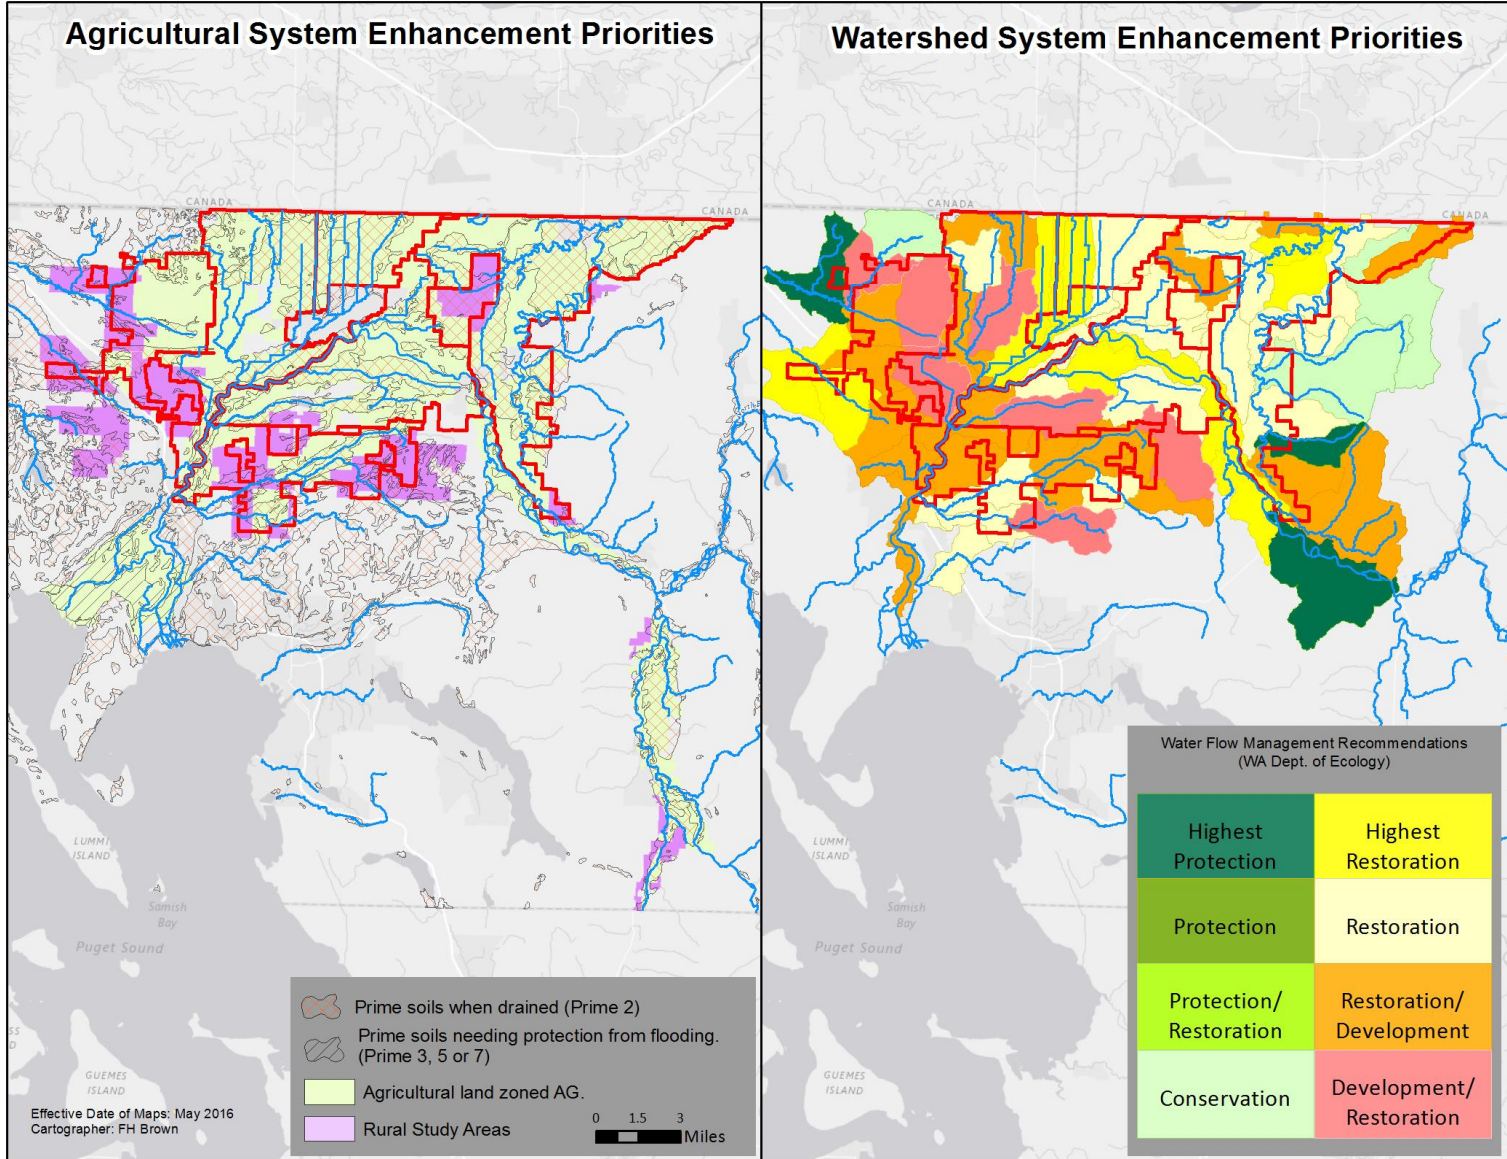 Agricultural System Enhancement Priorities
CANADA
CANADA
LUMMI
ISLAND
Samish
Bay
Puget Sound
GUEMES
ISLAND
Prime soils when drained (Prime 2)
Prime soils needing protection from flooding.
(Prime 3, 5 or 7)
Agricultural land zoned AG.
Rural Study Areas
0 1.5 3
Miles
Effective Date of Maps: May 2016
Cartographer: FH Brown
Watershed System Enhancement Priorities
CANADA
CANADA
LUMMI
ISLAND
Samish
Bay
Puget Sound
GUEMES
ISLAND
Water Flow Management Recommendations
(WA Dept. of Ecology)
Highest
Protection
Highest
Restoration
Protection
Restoration
Protection/
Restoration
Restoration/
Development
Conservation
Development/
Restoration